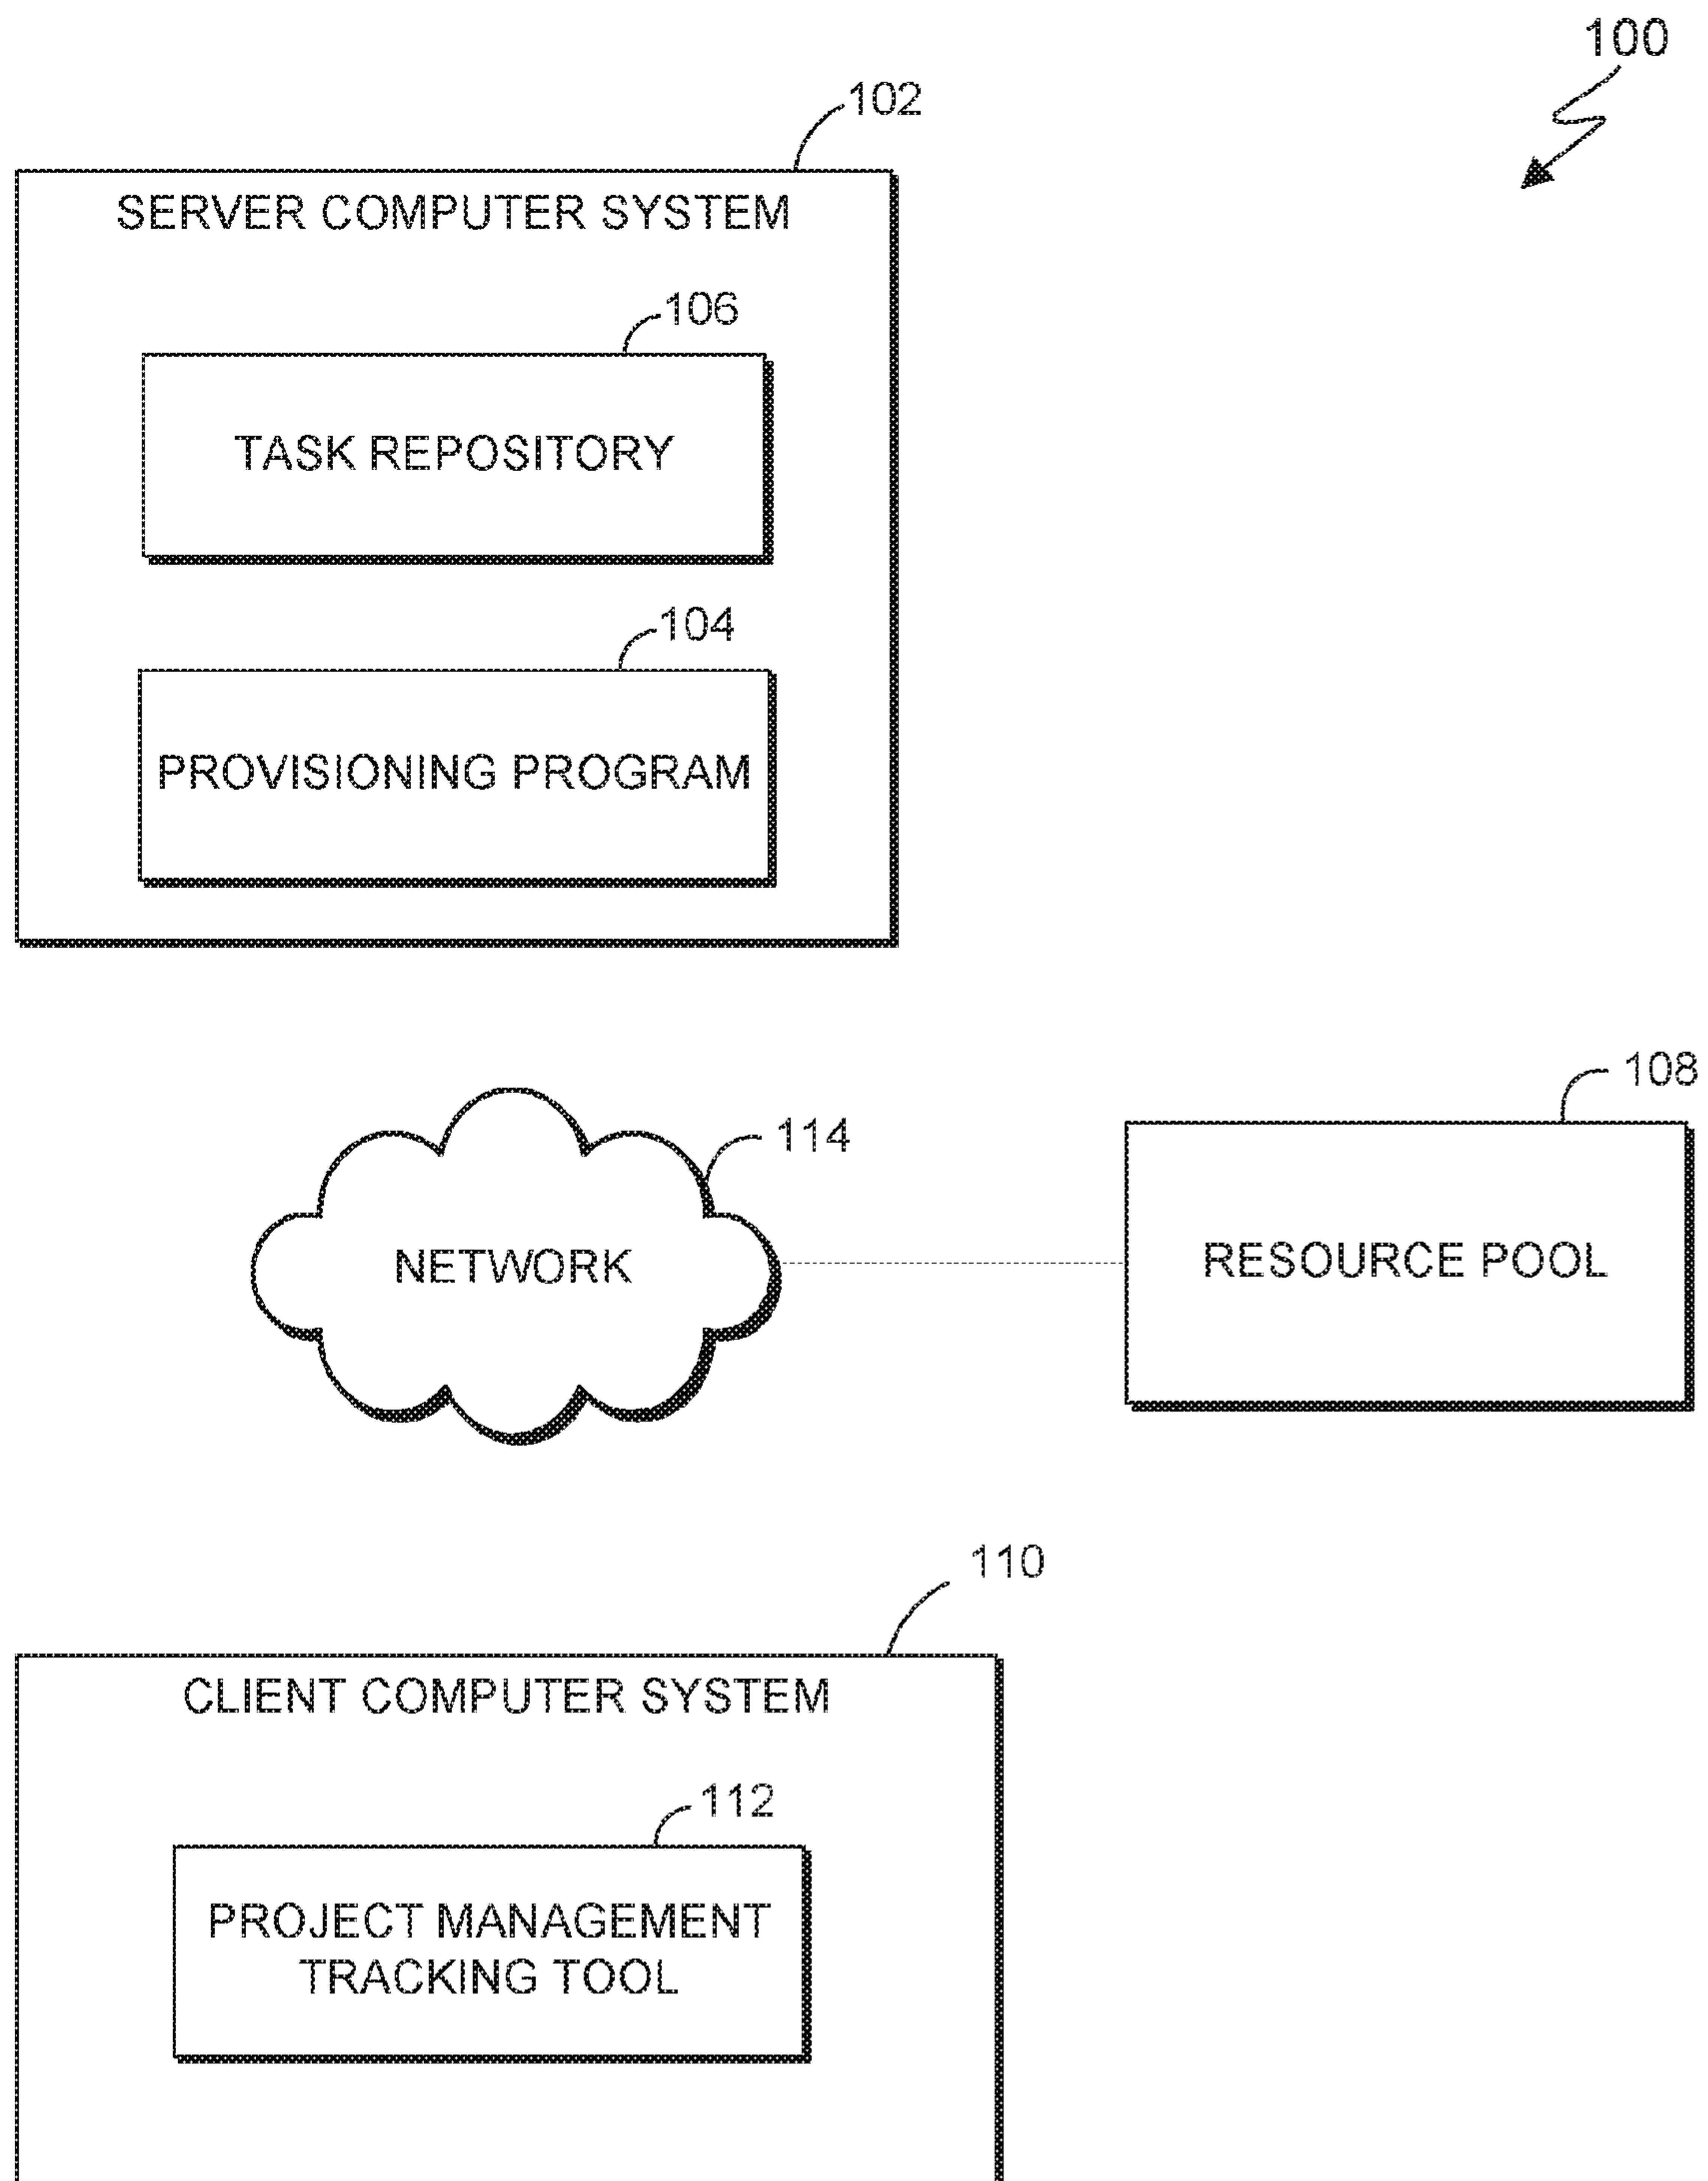 100
102
SERVER COMPUTER SYSTEM
106
TASK REPOSITORY
104
PROVISIONING PROGRAM
108
114
NETWORK
RESOURCE POOL
110
CLIENT COMPUTER SYSTEM
112
PROJECT MANAGEMENT
TRACKING TOOL